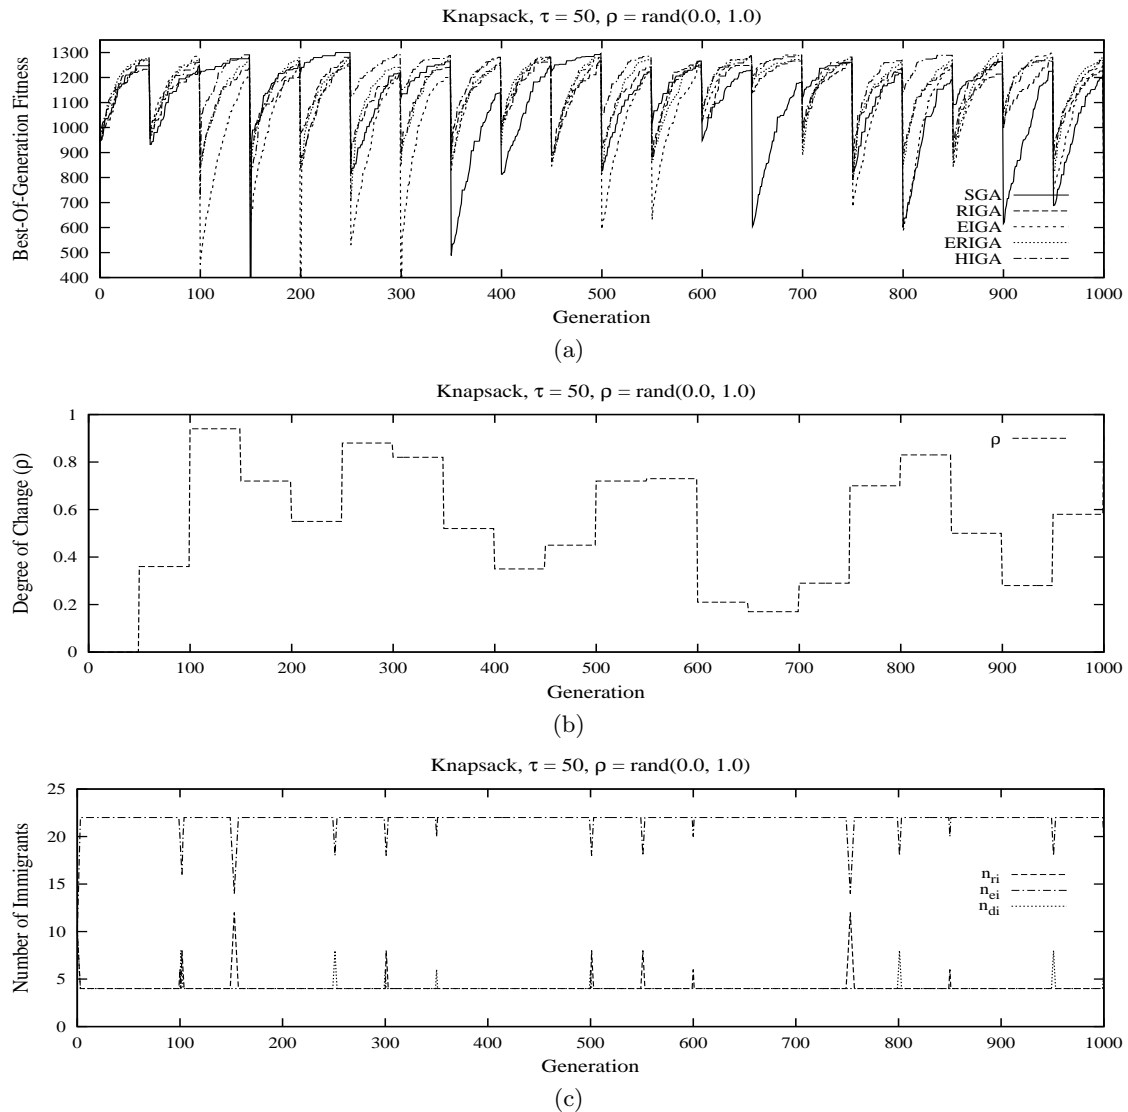 Knapsack, τ = 50, ρ = rand(0.0, 1.0)
Best-Of-Generation Fitness
1300
1200
1100
1000
900
800
700
600
500
400
SGA
RIGA
EIGA
ERIGA
HIGA
0 100 200 300 400 500 600 700 800 900 1000
Generation
(a)
Knapsack, τ = 50, ρ = rand(0.0, 1.0)
Degree of Change (ρ)
1
0.8
0.6
0.4
0.2
0
ρ
0 100 200 300 400 500 600 700 800 900 1000
Generation
(b)
Knapsack, τ = 50, ρ = rand(0.0, 1.0)
Number of Immigrants
25
20
15
10
5
0
n_ri
n_ei
n_di
0 100 200 300 400 500 600 700 800 900 1000
Generation
(c)